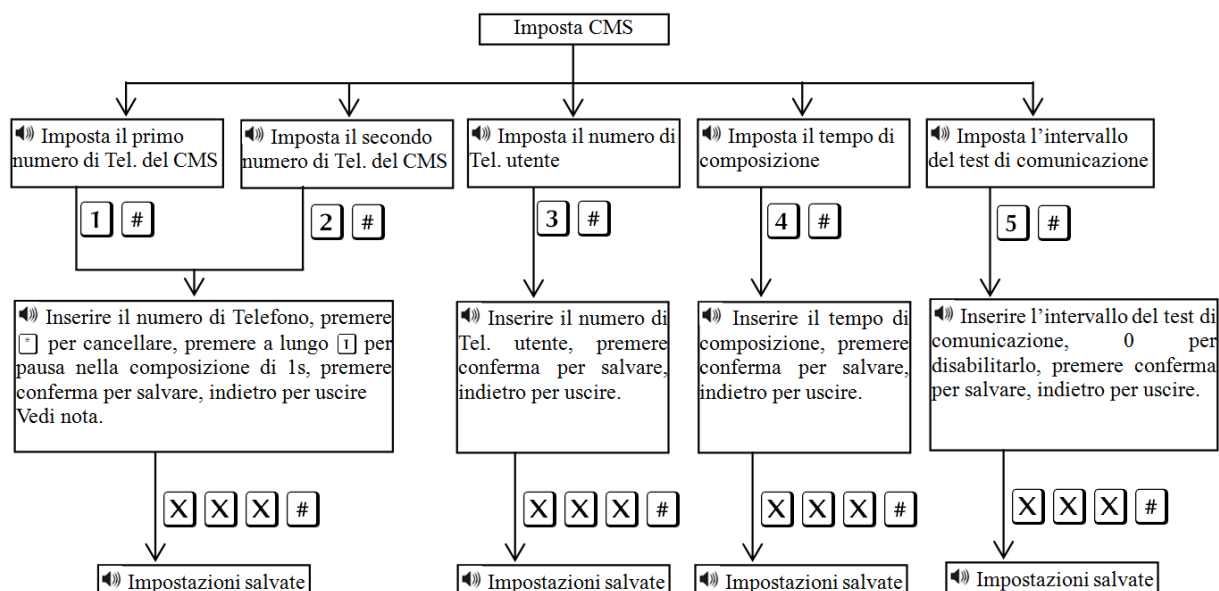 Imposta CMS
Imposta il primo
numero di Tel. del CMS
Imposta il secondo
numero di Tel. del CMS
Imposta il numero di
Tel. utente
Imposta il tempo di
composizione
Imposta l’intervallo
del test di comunicazione
1 #
2 #
3 #
4 #
5 #
Inserire il numero di Telefono, premere
* per cancellare, premere a lungo 1 per
pausa nella composizione di 1s, premere
conferma per salvare, indietro per uscire
Vedi nota.
Inserire il numero di
Tel. utente, premere
conferma per salvare,
indietro per uscire.
Inserire il tempo di
composizione, premere
conferma per salvare,
indietro per uscire.
Inserire l’intervallo del test di
comunicazione, 0 per
disabilitarlo, premere conferma
per salvare, indietro per uscire.
X X X #
X X X #
X X X #
X X X #
Impostazioni salvate
Impostazioni salvate
Impostazioni salvate
Impostazioni salvate